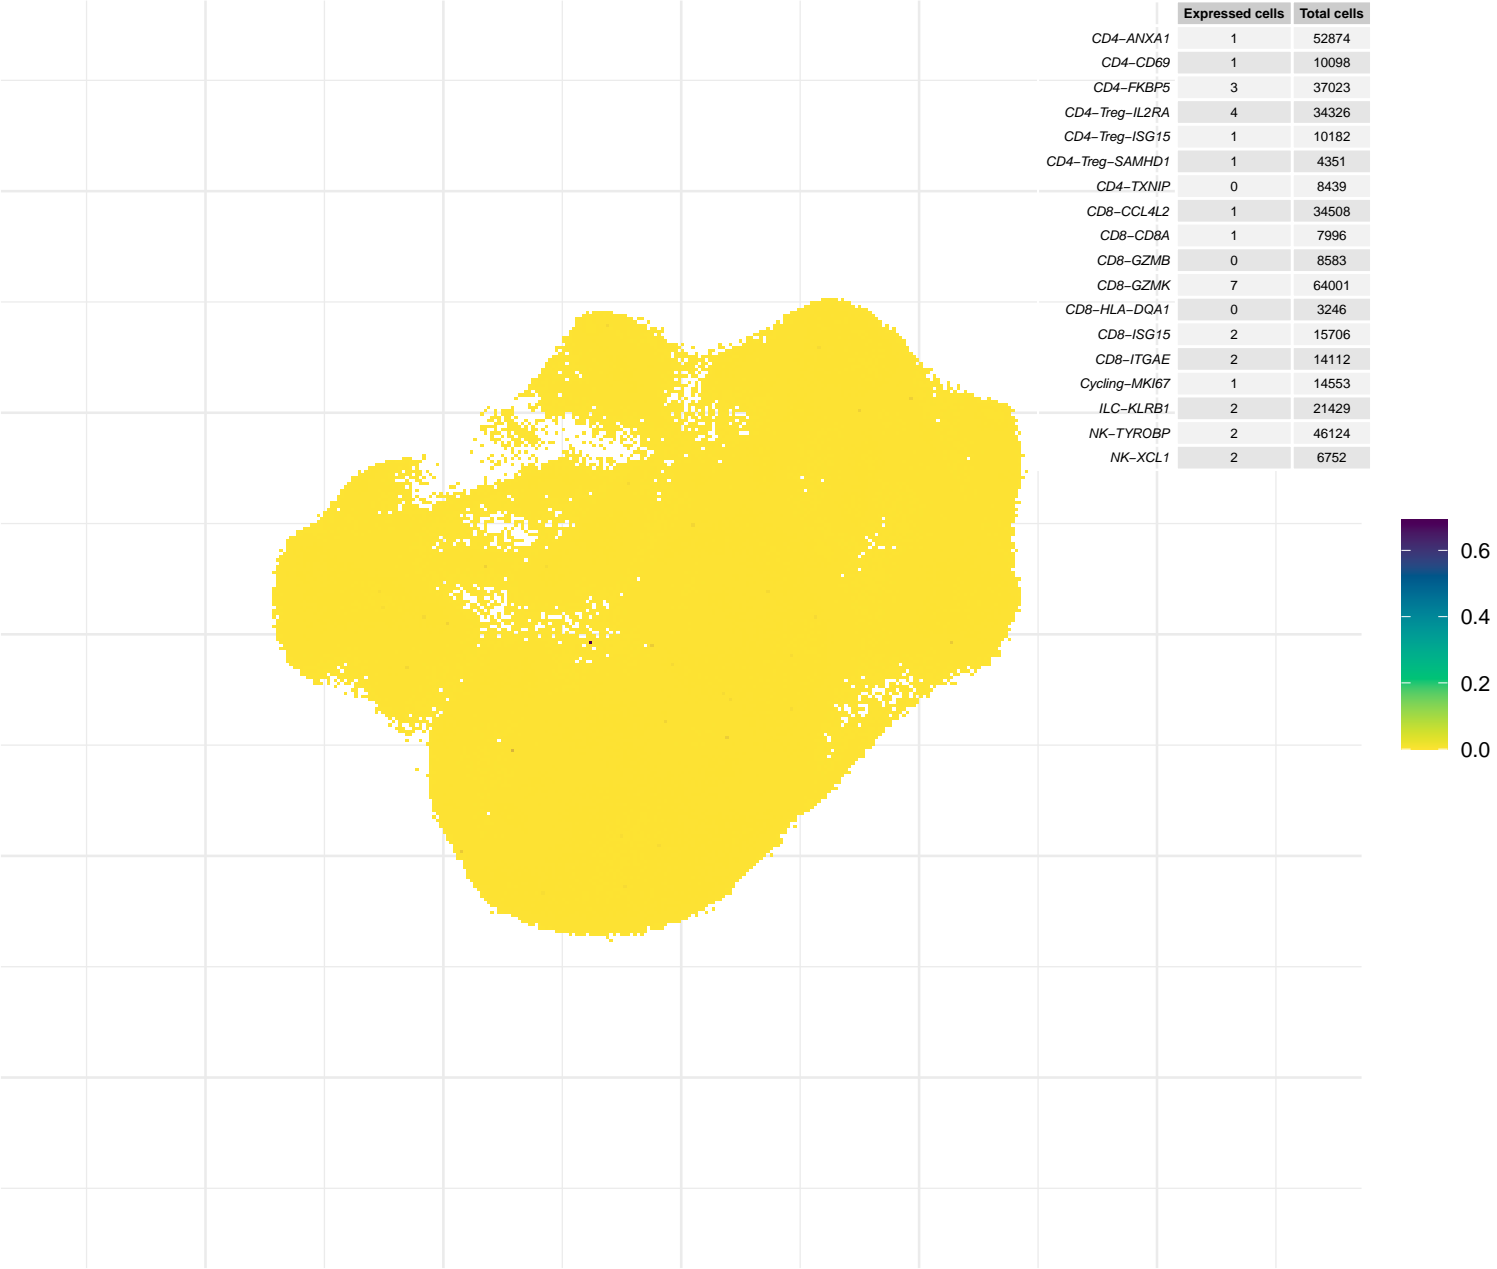 Expressed cells Total cells
CD4−ANXA1 1 52874
CD4−CD69 1 10098
CD4−FKBP5 3 37023
CD4−Treg−IL2RA 4 34326
CD4−Treg−ISG15 1 10182
CD4−Treg−SAMHD1 1 4351
CD4−TXNIP 0 8439
CD8−CCL4L2 1 34508
CD8−CD8A 1 7996
CD8−GZMB 0 8583
CD8−GZMK 7 64001
CD8−HLA−DQA1 0 3246
CD8−ISG15 2 15706
CD8−ITGAE 2 14112
Cycling−MKI67 1 14553
ILC−KLRB1 2 21429
NK−TYROBP 2 46124
NK−XCL1 2 6752
0.6
0.4
0.2
0.0